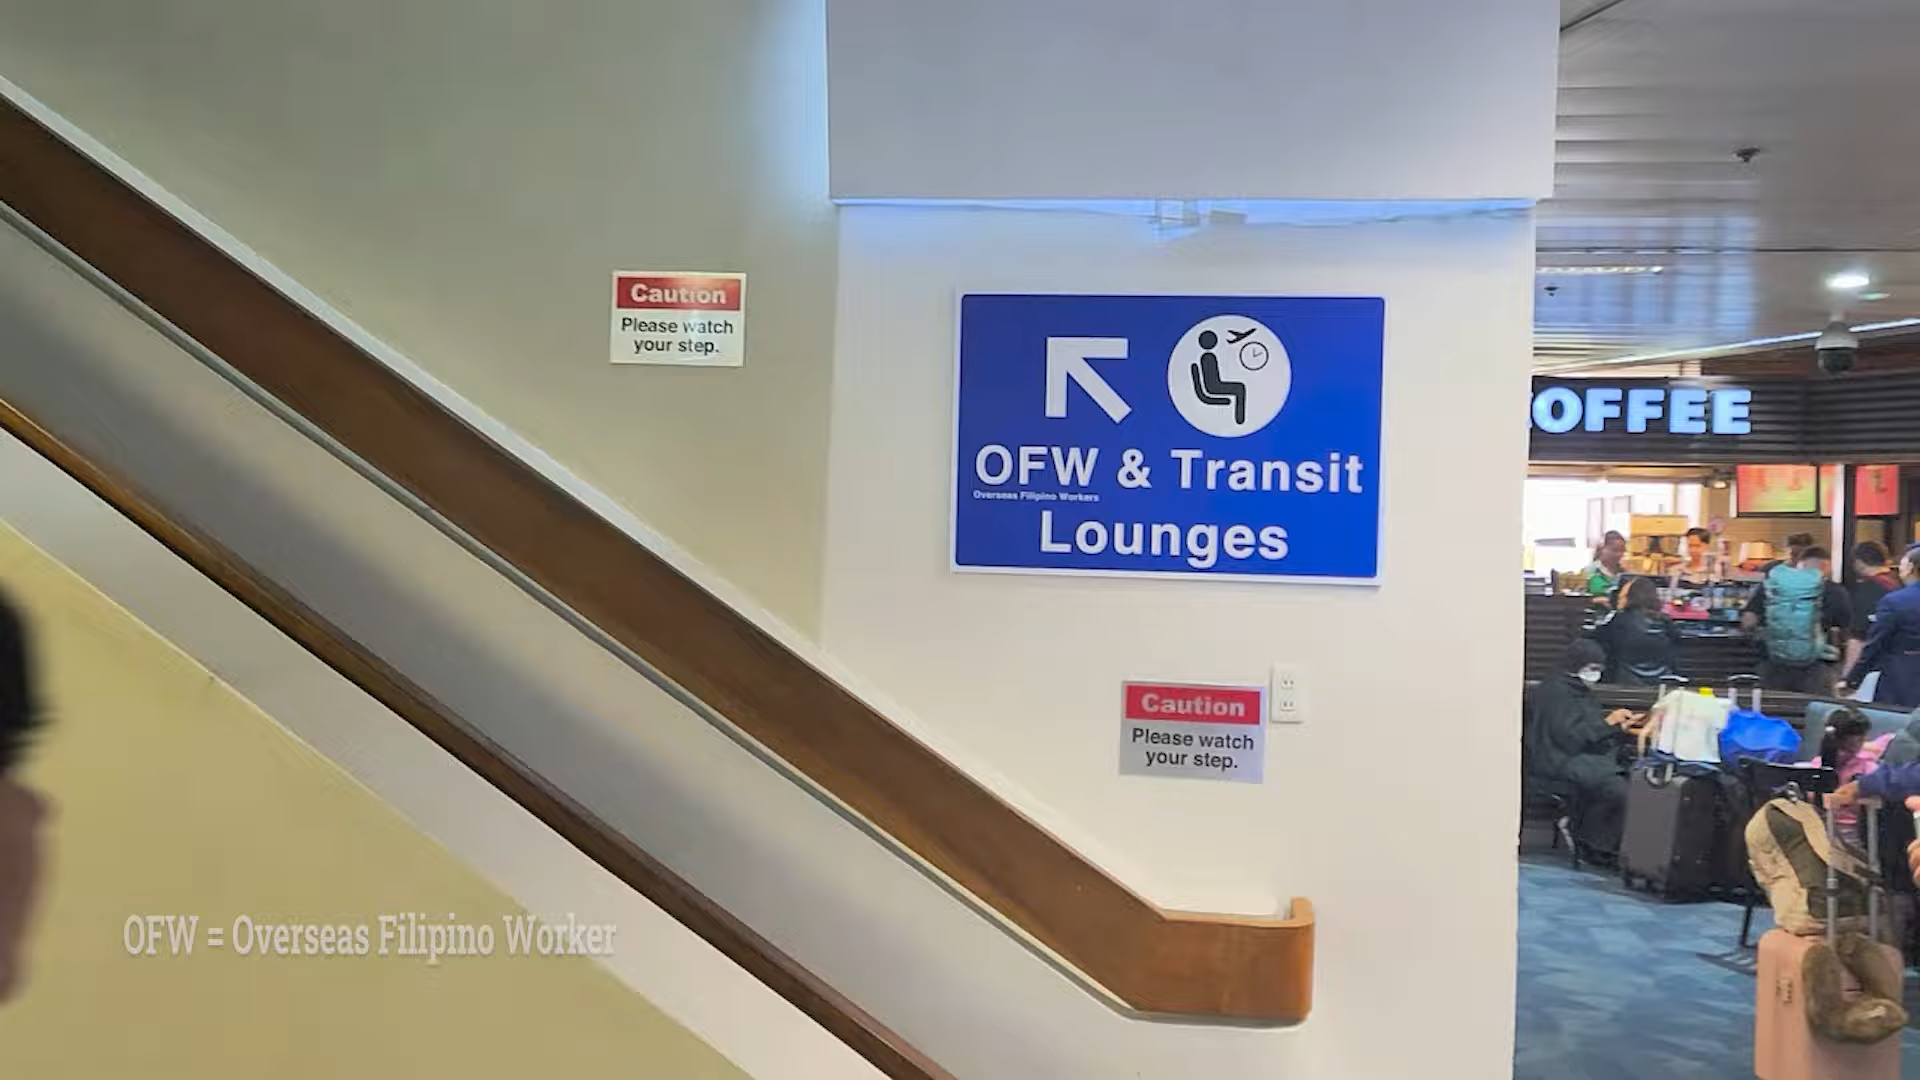 Caution
Please watch
your step.
OFW & Transit
Overseas Filipino Workers
Lounges
OFFEE
Caution
Please watch
your step.
OFW = Overseas Filipino Worker